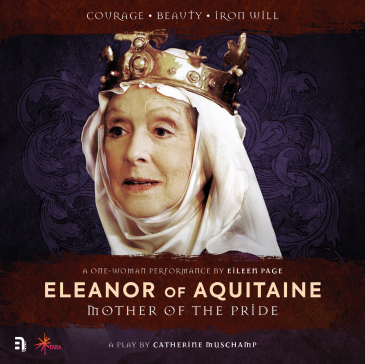 COURAGE • BEAUTY • IRON WILL
A ONE-WOMAN PERFORMANCE BY EILEEN PAGE
ELEANOR OF AQUITAINE
MOTHER OF THE PRIDE
A PLAY BY CATHERINE MUSCHAMP
TARA